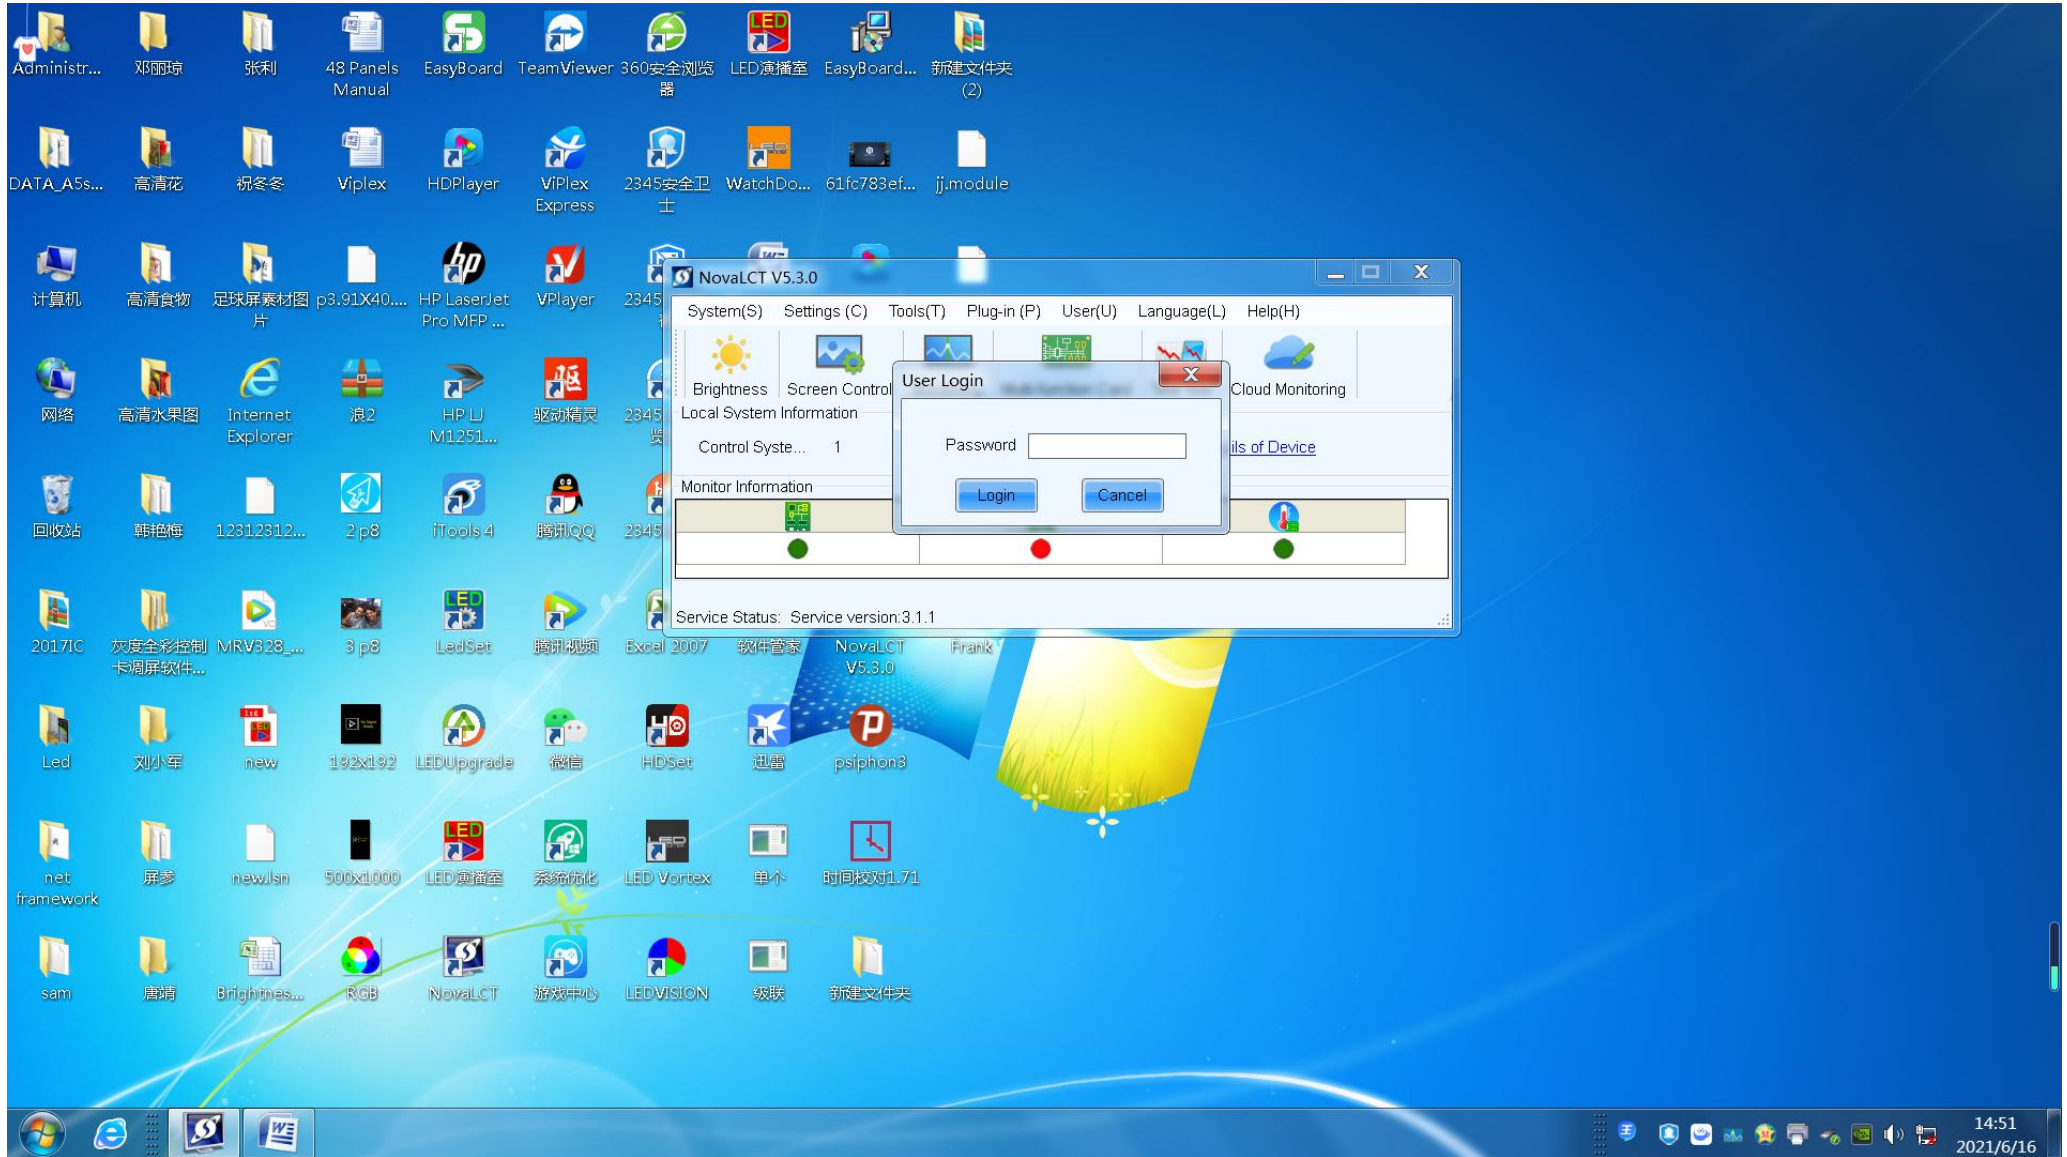 Administr...
邓丽琼
张利
48 Panels
Manual
EasyBoard
TeamViewer
360安全浏览
器
LED演播室
EasyBoard...
新建文件夹
(2)
DATA_A5s...
高清花
祝冬冬
Viplex
HDPlayer
ViPlex
Express
2345安全卫
士
WatchDo...
61fc783ef...
jj.module
计算机
高清食物
足球屏素材图
片
p3.91X40....
HP LaserJet
Pro MFP ...
VPlayer
2345
网络
高清水果图
Internet
Explorer
浪2
HP LJ
M1251...
驱动精灵
2345
回收站
韩艳梅
12312312...
2 p8
iTools 4
腾讯QQ
2345
2017IC
灰度全彩控制
卡调屏软件...
MRV328_...
3 p8
LedSet
腾讯视频
Excel 2007
软件管家
NovaLCT
V5.3.0
Frank
Led
刘小军
new
192x192
LEDUpgrade
微信
HDSet
迅雷
psiphon3
net
framework
屏参
new.lsn
500x1000
LED演播室
系统优化
LED Vortex
单个
时间校对1.71
sam
唐靖
Brightnes...
RGB
NovaLCT
游戏中心
LEDVISION
级联
新建文件夹
NovaLCT V5.3.0
System(S) Settings (C) Tools(T) Plug-in (P) User(U) Language(L) Help(H)
Brightness Screen Control Cloud Monitoring
Local System Information
Control Syste... 1 ils of Device
Monitor Information
Service Status: Service version:3.1.1
User Login
Password
Login Cancel
14:51
2021/6/16